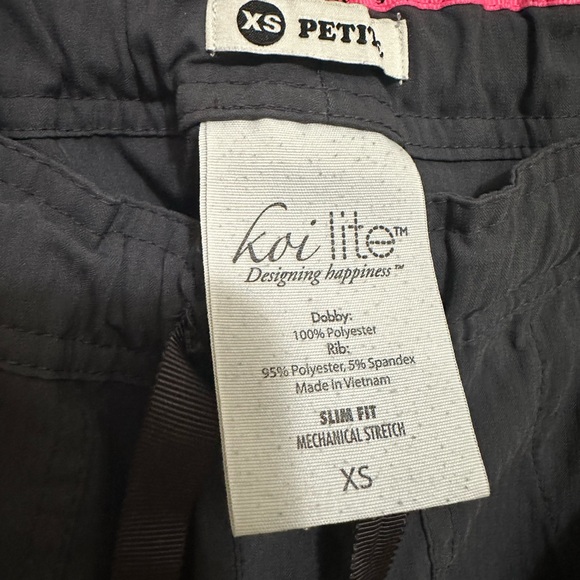 XS PETITE
koi lite™
Designing happiness™
Dobby:
100% Polyester
Rib:
95% Polyester, 5% Spandex
Made in Vietnam
SLIM FIT
MECHANICAL STRETCH
XS